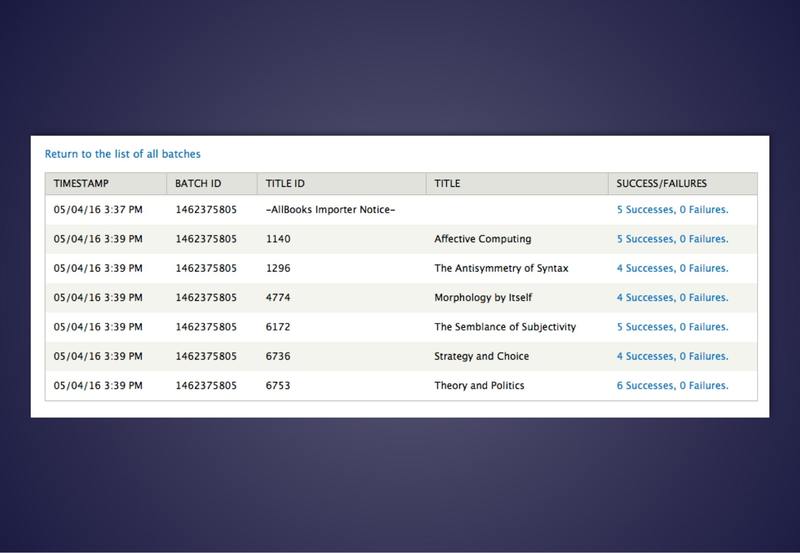 Return to the list of all batches
TIMESTAMP BATCH ID TITLE ID TITLE SUCCESS/FAILURES
05/04/16 3:37 PM 1462375805 –AllBooks Importer Notice– 5 Successes, 0 Failures.
05/04/16 3:39 PM 1462375805 1140 Affective Computing 5 Successes, 0 Failures.
05/04/16 3:39 PM 1462375805 1296 The Antisymmetry of Syntax 4 Successes, 0 Failures.
05/04/16 3:39 PM 1462375805 4774 Morphology by Itself 4 Successes, 0 Failures.
05/04/16 3:39 PM 1462375805 6172 The Semblance of Subjectivity 5 Successes, 0 Failures.
05/04/16 3:39 PM 1462375805 6736 Strategy and Choice 4 Successes, 0 Failures.
05/04/16 3:39 PM 1462375805 6753 Theory and Politics 6 Successes, 0 Failures.